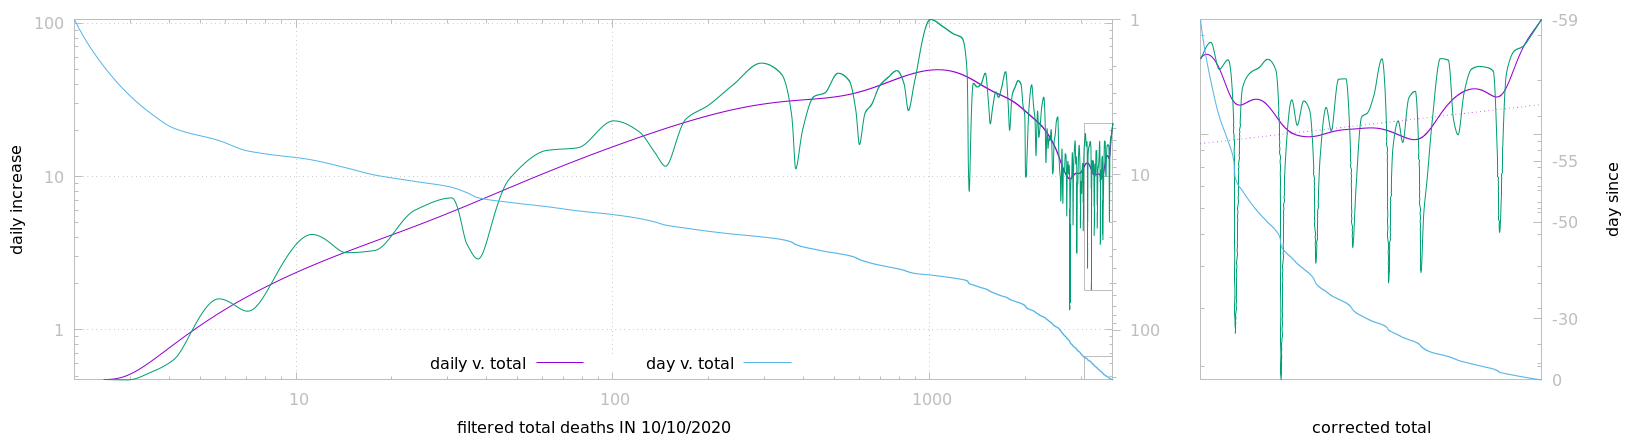 daily increase
100
10
1
10
100
1000
1
10
100
daily v. total
day v. total
filtered total deaths IN 10/10/2020
-59
-55
-50
-30
0
day since
corrected total